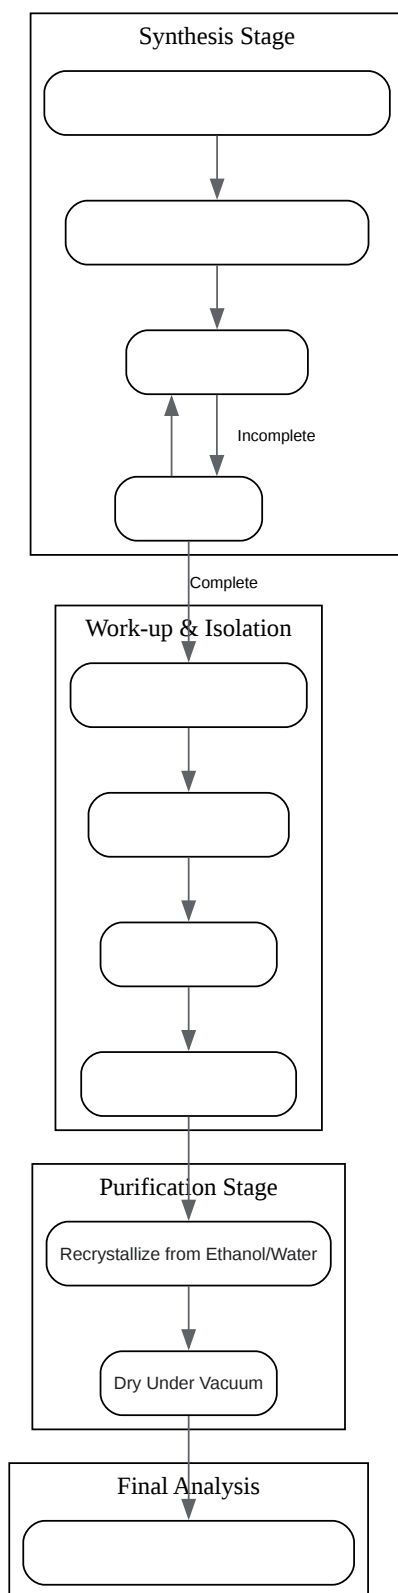 Synthesis Stage
Incomplete
Complete
Work-up & Isolation
Purification Stage
Recrystallize from Ethanol/Water
Dry Under Vacuum
Final Analysis